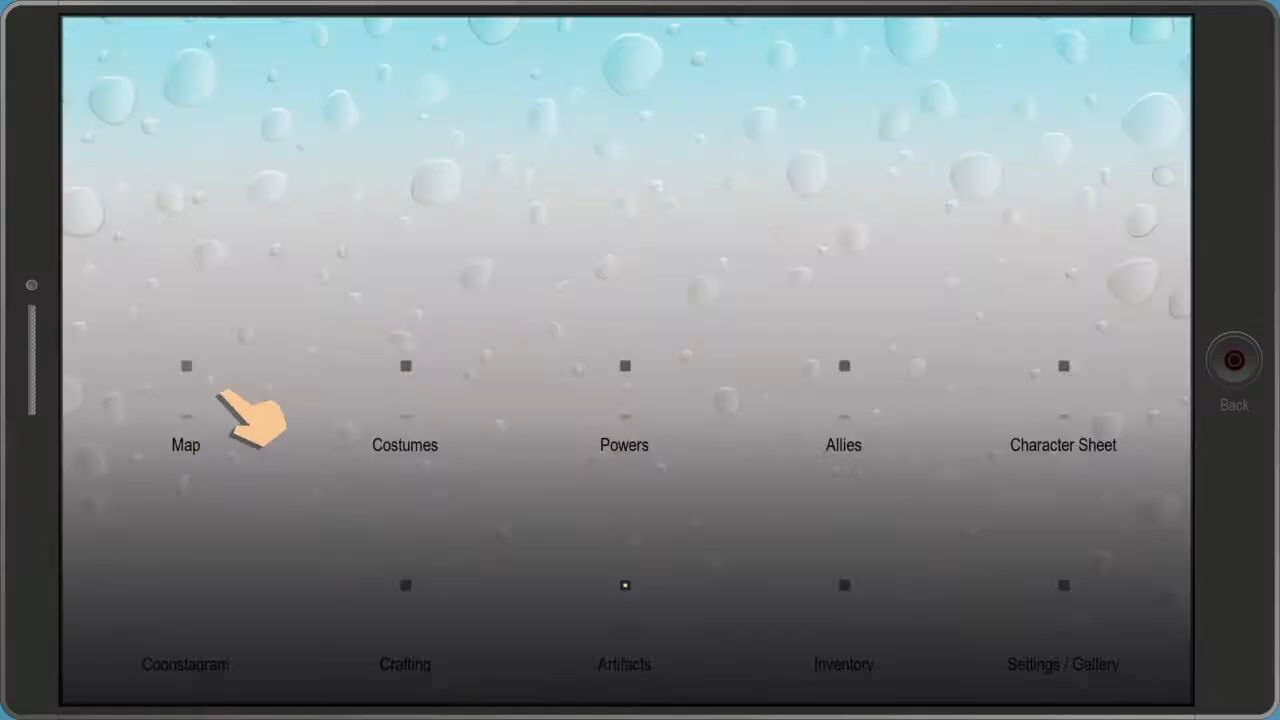 Back
Map Costumes Powers Allies Character Sheet
Coonstagram Crafting Artifacts Inventory Settings / Gallery